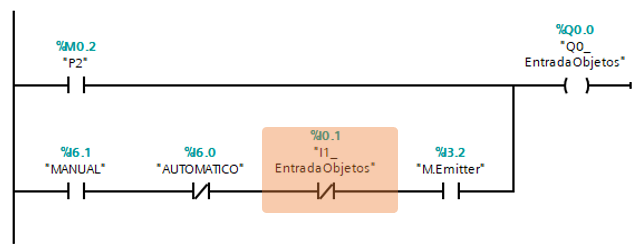 %M0.2
"P2"
%Q0.0
"Q0_
EntradaObjetos"
%I6.1
"MANUAL"
%I6.0
"AUTOMATICO"
%I0.1
"I1_
EntradaObjetos"
%I3.2
"M.Emitter"